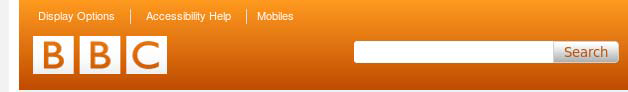 Display Options
Accessibility Help
Mobiles
BBC
Search